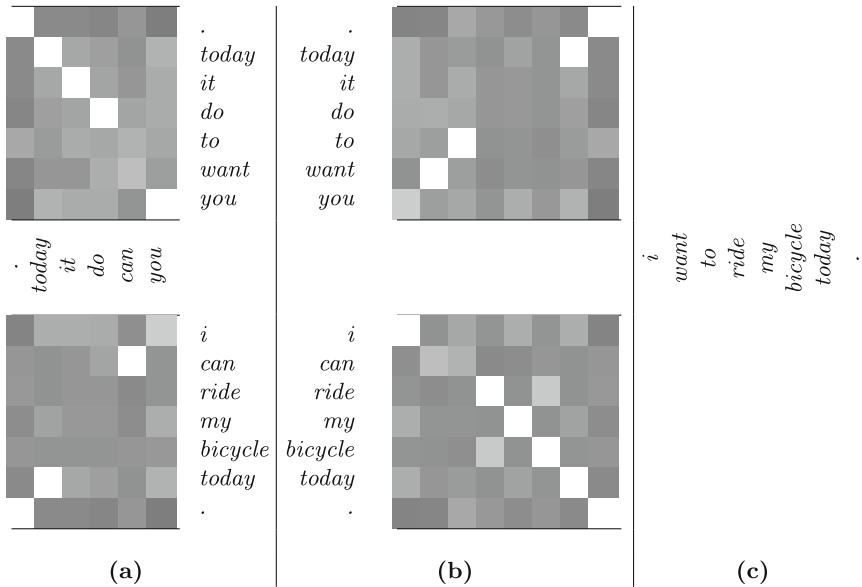 . .
today today
it it
do do
to to
want want
you you
. today it do can you
i want to ride my bicycle today .
i i
can can
ride ride
my my
bicycle bicycle
today today
. .
(a) (b) (c)